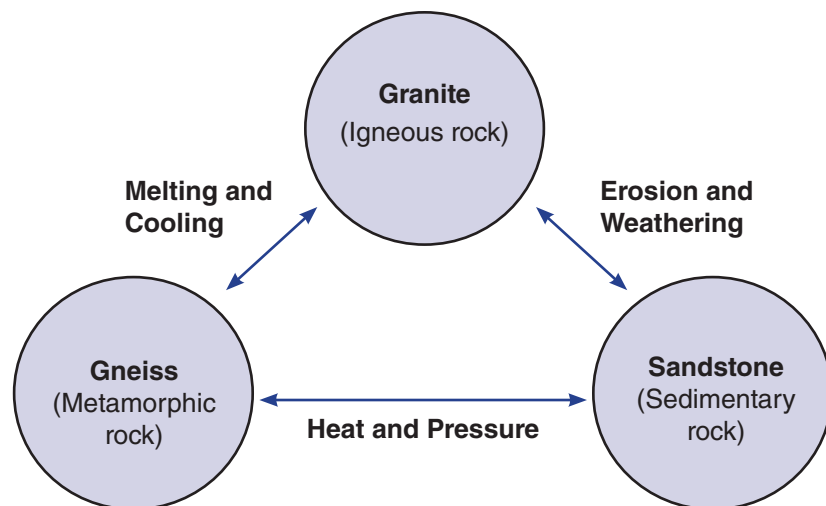 Granite
(Igneous rock)
Melting and
Cooling
Erosion and
Weathering
Gneiss
(Metamorphic
rock)
Heat and Pressure
Sandstone
(Sedimentary
rock)